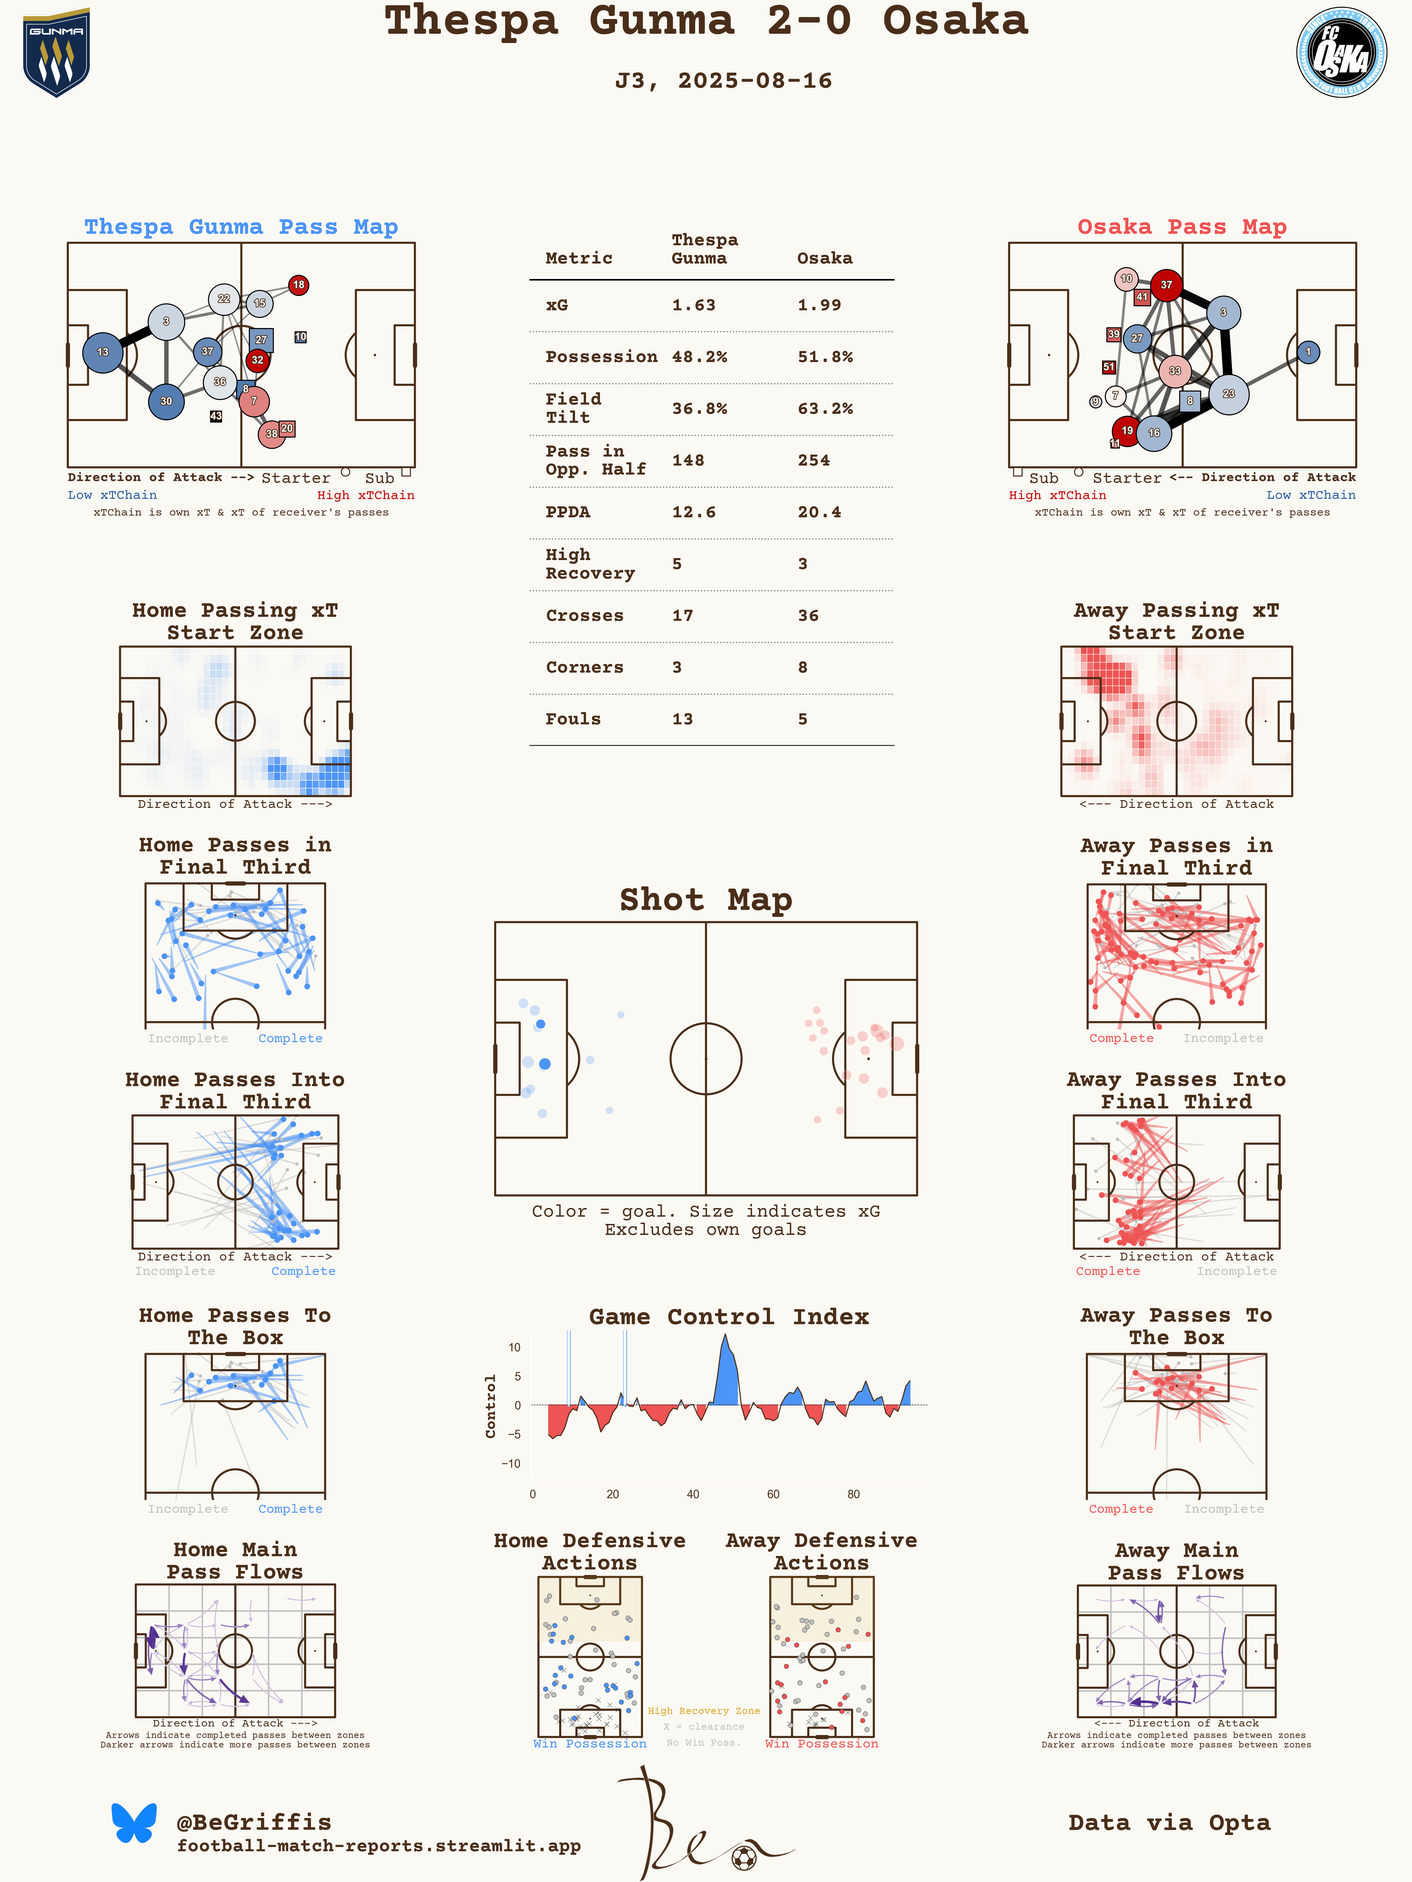 Thespa Gunma 2-0 Osaka
J3, 2025-08-16
GUNMA
FC
OSAKA
Thespa Gunma Pass Map
13
3
30
22
37
36
15
18
27
32
10
8
7
43
38
20
Direction of Attack --> Starter Sub
Low xTChain High xTChain
xTChain is own xT & xT of receiver's passes
Metric Thespa Gunma Osaka
xG 1.63 1.99
Possession 48.2% 51.8%
Field Tilt 36.8% 63.2%
Pass in Opp. Half 148 254
PPDA 12.6 20.4
High Recovery 5 3
Crosses 17 36
Corners 3 8
Fouls 13 5
Osaka Pass Map
10
37
41
3
39
27
1
51
33
7
9
8
23
19
16
11
Sub Starter <-- Direction of Attack
High xTChain Low xTChain
xTChain is own xT & xT of receiver's passes
Home Passing xT
Start Zone
Direction of Attack --->
Away Passing xT
Start Zone
<--- Direction of Attack
Home Passes in
Final Third
Incomplete Complete
Away Passes in
Final Third
Complete Incomplete
Shot Map
Color = goal. Size indicates xG
Excludes own goals
Home Passes Into
Final Third
Direction of Attack --->
Incomplete Complete
Away Passes Into
Final Third
<--- Direction of Attack
Complete Incomplete
Home Passes To
The Box
Incomplete Complete
Game Control Index
Control
10
5
0
−5
−10
0 20 40 60 80
Away Passes To
The Box
Complete Incomplete
Home Main
Pass Flows
Direction of Attack --->
Arrows indicate completed passes between zones
Darker arrows indicate more passes between zones
Home Defensive
Actions
Win Possession
High Recovery Zone
X = clearance
No Win Poss.
Away Defensive
Actions
Win Possession
Away Main
Pass Flows
<--- Direction of Attack
Arrows indicate completed passes between zones
Darker arrows indicate more passes between zones
@BeGriffis
football-match-reports.streamlit.app
Ben
Data via Opta